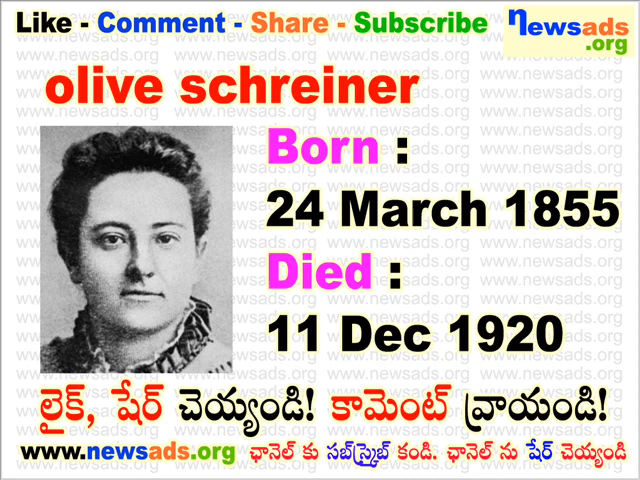 Like - Comment - Share - Subscribe
newsads
.org
olive schreiner
Born :
24 March 1855
Died :
11 Dec 1920
లైక్, షేర్ చెయ్యండి! కామెంట్ వ్రాయండి!
www.newsads.org ఛానెల్ కు సబ్‌స్క్రైబ్ కండి. ఛానెల్ ను షేర్ చెయ్యండి